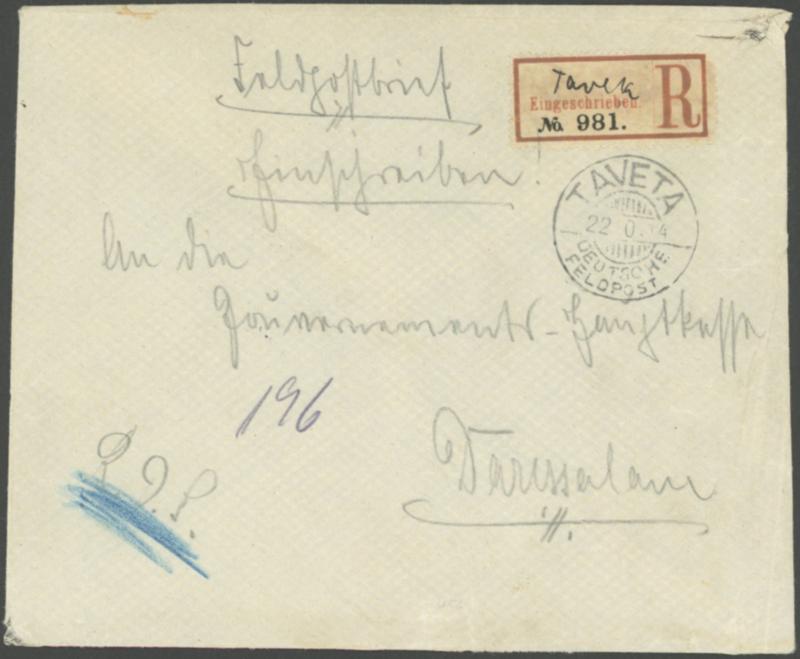 Feldpostbrief
Taveta
Eingeschrieben.
R
No 981.
Einschreiben!
TAVETA
22 0.14
DEUTSCHE
FELDPOST
An die
Gouvernements-Hauptkasse
196
Daressalam